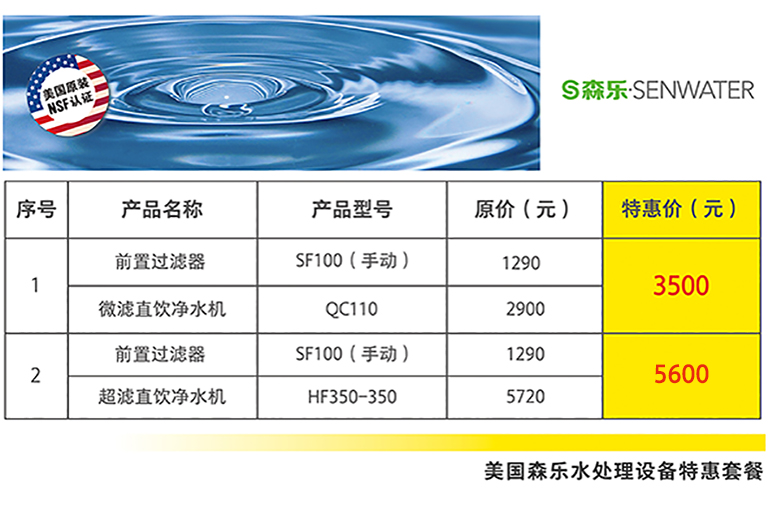 美国原装
NSF认证
S森乐·SENWATER
序号 产品名称 产品型号 原价（元） 特惠价（元）
1 前置过滤器 SF100（手动） 1290 3500
微滤直饮净水机 QC110 2900
2 前置过滤器 SF100（手动） 1290 5600
超滤直饮净水机 HF350-350 5720
美国森乐水处理设备特惠套餐